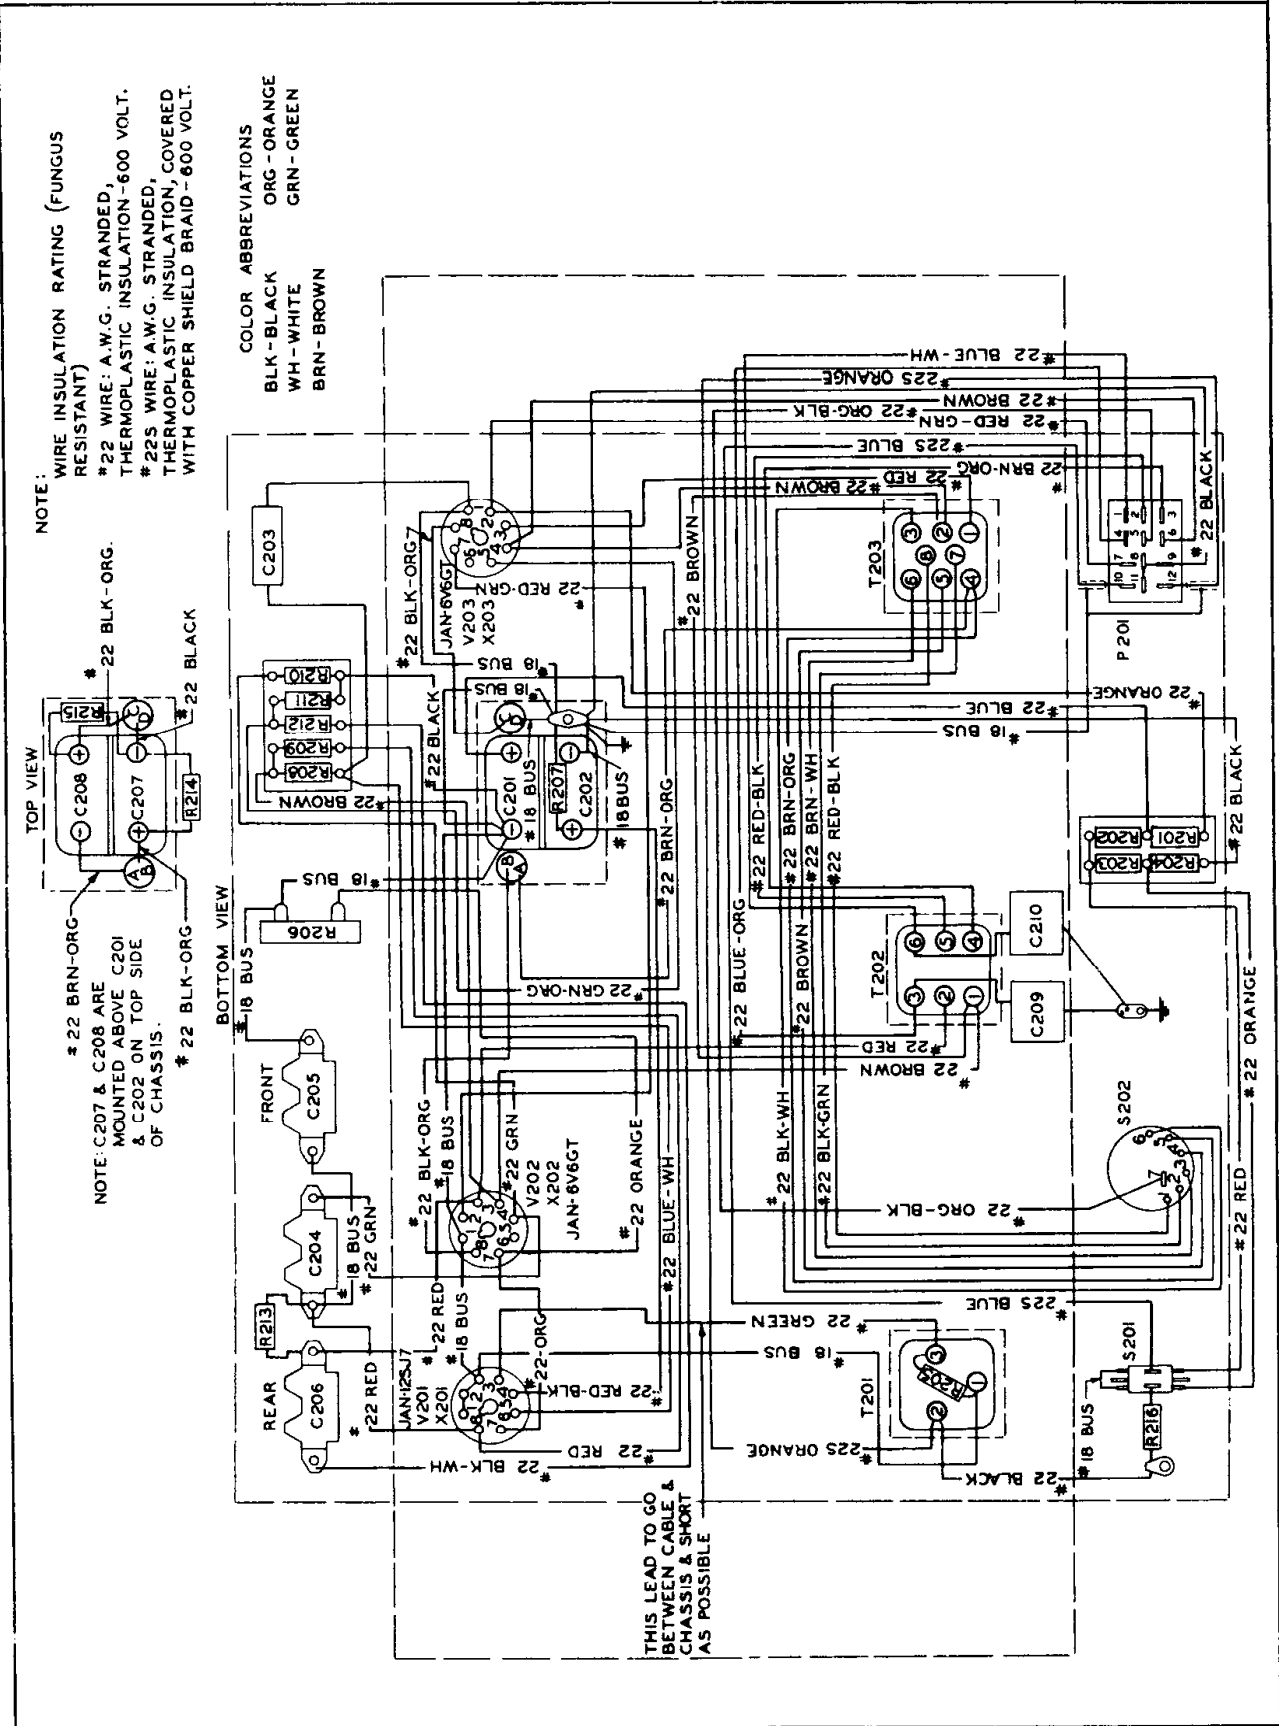 NOTE:
WIRE INSULATION RATING (FUNGUS
RESISTANT)
#22 WIRE: A.W.G. STRANDED,
THERMOPLASTIC INSULATION-600 VOLT.
#22S WIRE: A.W.G. STRANDED,
THERMOPLASTIC INSULATION, COVERED
WITH COPPER SHIELD BRAID-600 VOLT.
COLOR ABBREVIATIONS
BLK-BLACK ORG-ORANGE
WH-WHITE GRN-GREEN
BRN-BROWN
TOP VIEW
R215
C208
C207
R214
C
D
A
B
#22 BLK-ORG.
#22 BLACK
#22 BRN-ORG
#22 BLK-ORG
NOTE: C207 & C208 ARE
MOUNTED ABOVE C201
& C202 ON TOP SIDE
OF CHASSIS.
BOTTOM VIEW
REAR
FRONT
C206
R213
C204
C205
R206
C203
#18 BUS
#18 BUS
#22 GRN
#22 RED
#18 BUS
R208
R209
R212
R211
R210
#22 BROWN
#22 BLACK
#22 BLK-ORG
JAN-6V6GT
V203
X203
#22 RED-GRN
#18 BUS
#18 BUS
C201
#18 BUS
R207
C202
#18 BUS
#22 BRN-ORG
#22 GRN-ORG
#22 BLK-ORG
#18 BUS
#22 GRN
V202
X202
JAN-6V6GT
#22 ORANGE
#22 BLUE-WH
#22 RED
#18 BUS
JAN-12SJ7
V201
X201
#22-ORG
#22 RED-BLK
#22 RED
#22 BLK-WH
THIS LEAD TO GO
BETWEEN CABLE &
CHASSIS & SHORT
AS POSSIBLE
#22 BLUE-WH
#22S ORANGE
#22 BROWN
#22 ORG-BLK
#22 RED-GRN
#22S BLUE
#22 BRN-ORG
#22 RED
#22 BROWN
#22 BROWN
T203
P201
#22 BLACK
#22 ORANGE
#22 BLUE
#18 BUS
#22 RED-BLK
#22 BRN-ORG
#22 BRN-WH
#22 RED-BLK
R202
R201
R203
R204
#22 BLACK
#22 BLUE-ORG
#22 BROWN
T202
C210
C209
#22 RED
#22 BROWN
#22 BLK-WH
#22 BLK-GRN
S202
#22 ORG-BLK
#22 RED
#22 ORANGE
#22S BLUE
#22 GREEN
#18 BUS
T201
#22S ORANGE
#22 BLACK
#18 BUS
S201
R216